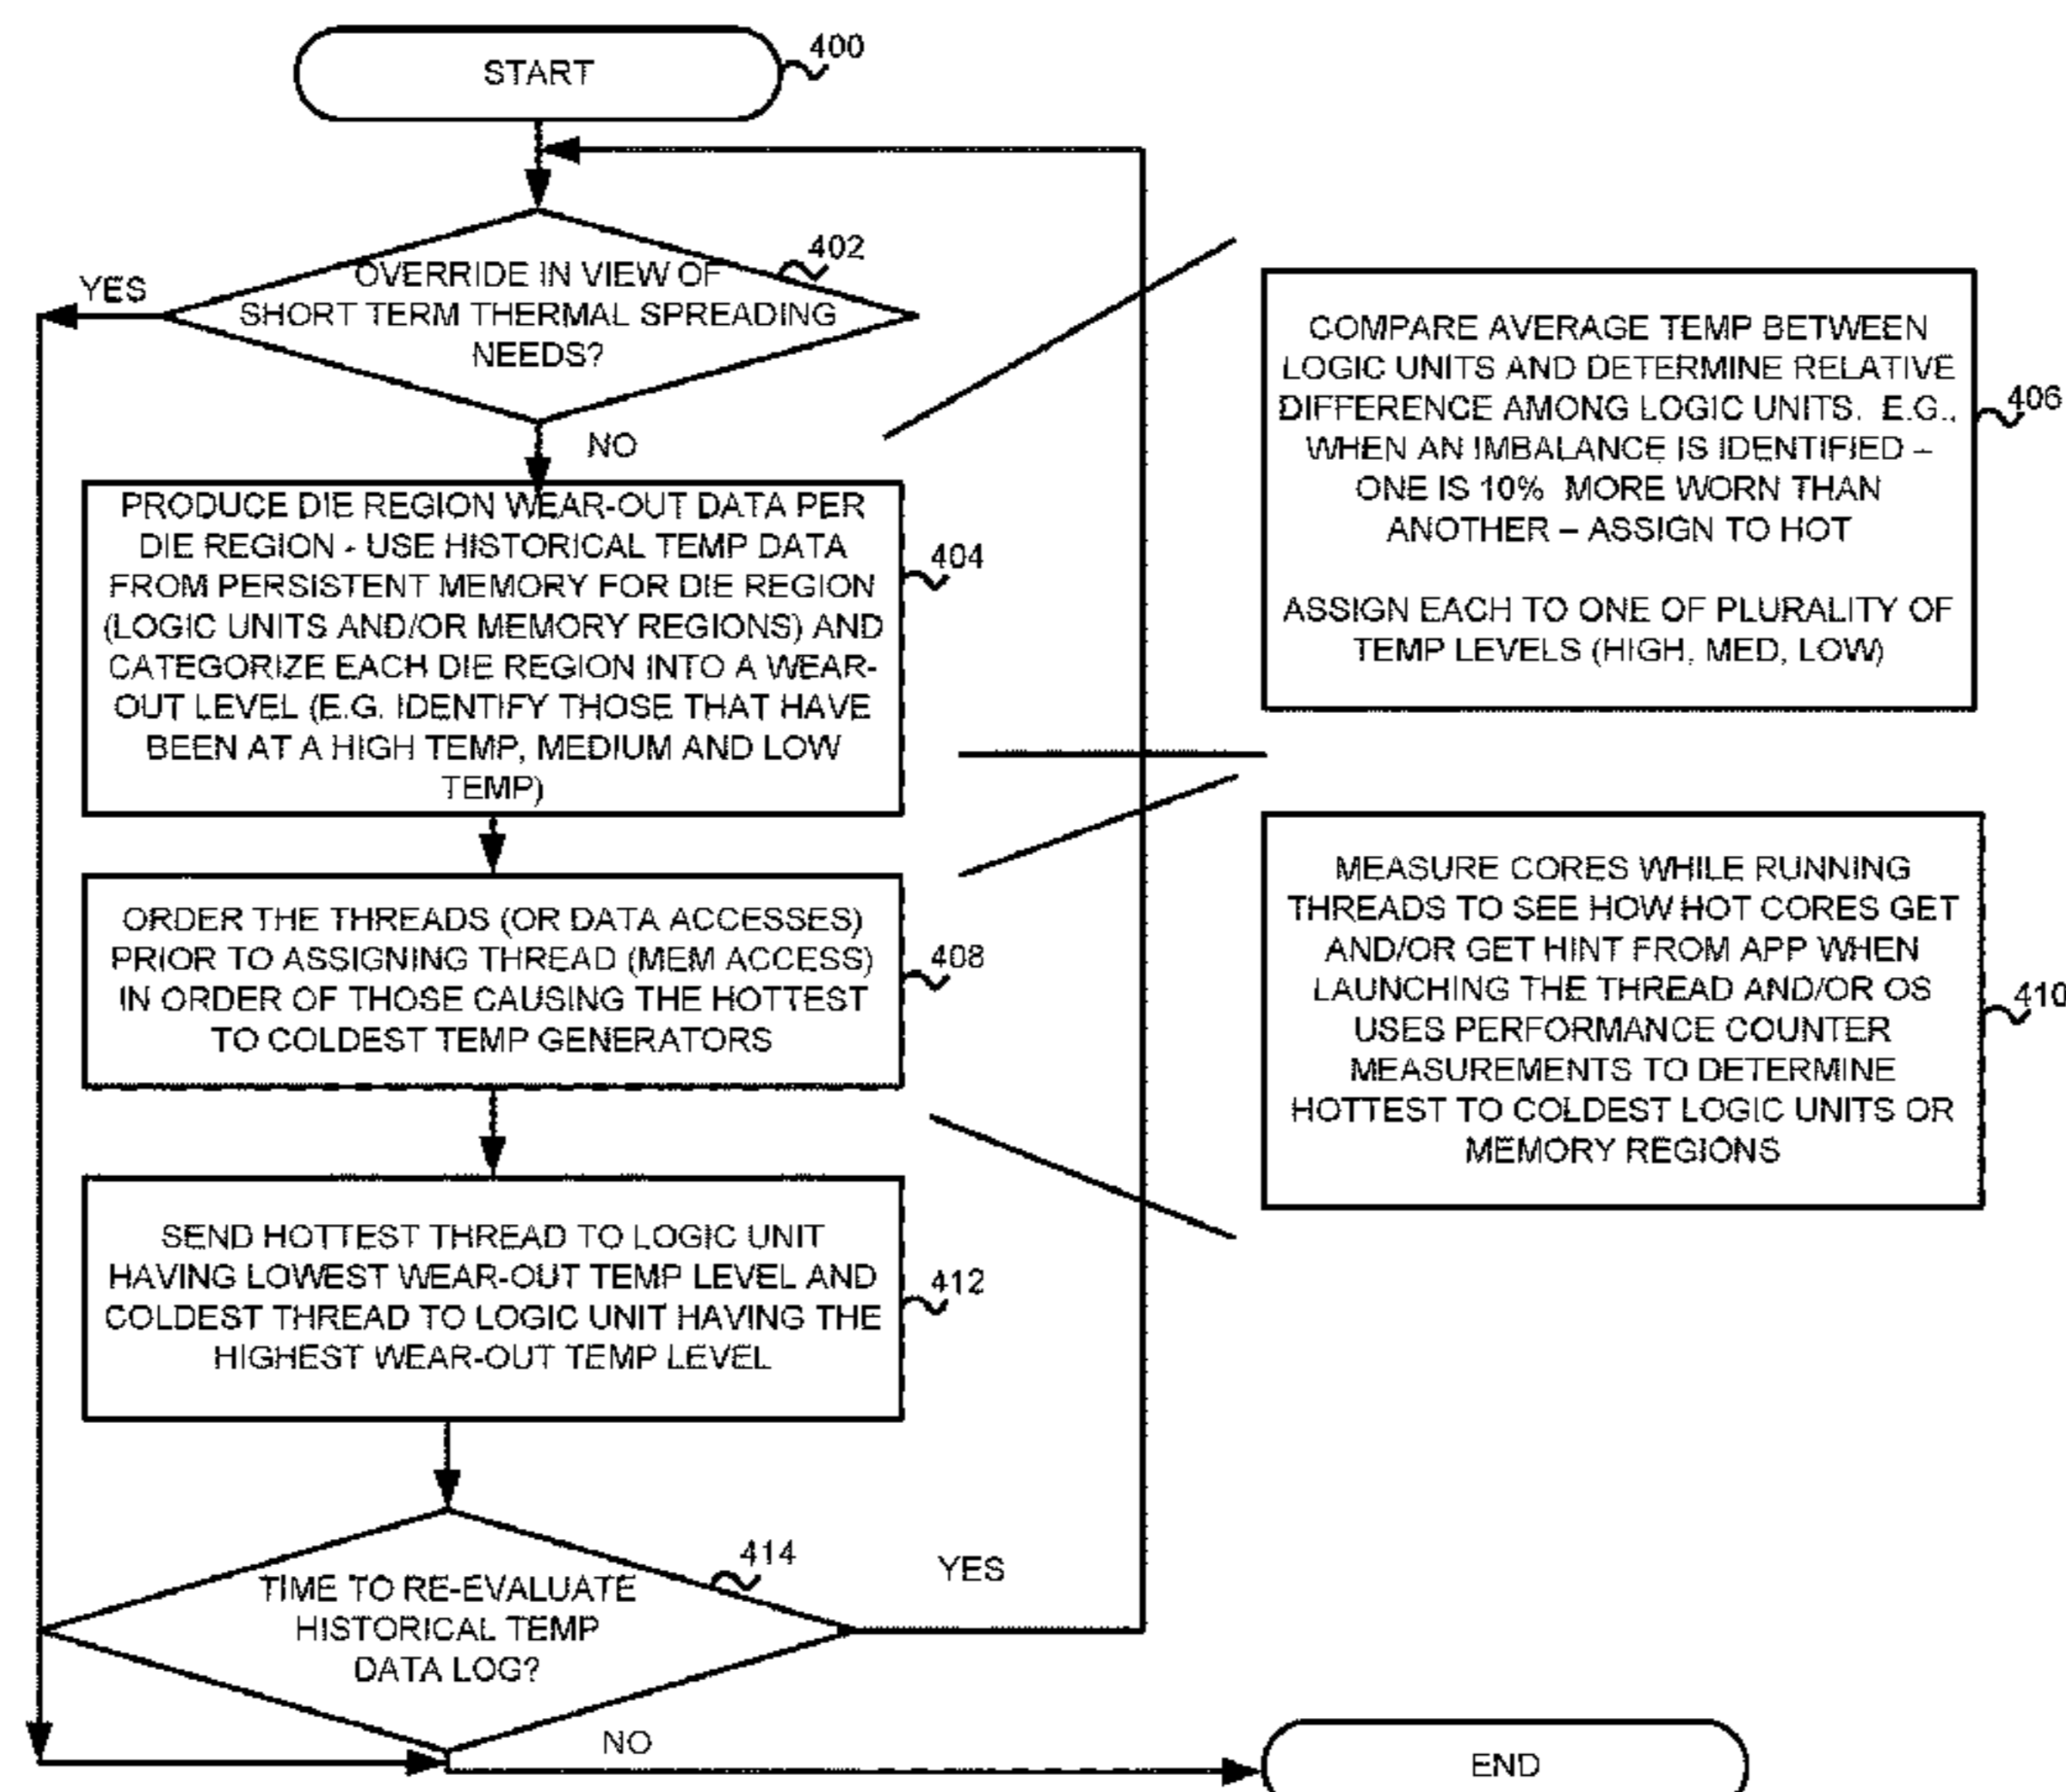 START
400
402
OVERRIDE IN VIEW OF
SHORT TERM THERMAL SPREADING
NEEDS?
YES
NO
PRODUCE DIE REGION WEAR-OUT DATA PER
DIE REGION - USE HISTORICAL TEMP DATA
FROM PERSISTENT MEMORY FOR DIE REGION
(LOGIC UNITS AND/OR MEMORY REGIONS) AND
CATEGORIZE EACH DIE REGION INTO A WEAR-
OUT LEVEL (E.G. IDENTIFY THOSE THAT HAVE
BEEN AT A HIGH TEMP, MEDIUM AND LOW
TEMP)
404
COMPARE AVERAGE TEMP BETWEEN
LOGIC UNITS AND DETERMINE RELATIVE
DIFFERENCE AMONG LOGIC UNITS. E.G.,
WHEN AN IMBALANCE IS IDENTIFIED –
ONE IS 10% MORE WORN THAN
ANOTHER – ASSIGN TO HOT
ASSIGN EACH TO ONE OF PLURALITY OF
TEMP LEVELS (HIGH, MED, LOW)
406
ORDER THE THREADS (OR DATA ACCESSES)
PRIOR TO ASSIGNING THREAD (MEM ACCESS)
IN ORDER OF THOSE CAUSING THE HOTTEST
TO COLDEST TEMP GENERATORS
408
MEASURE CORES WHILE RUNNING
THREADS TO SEE HOW HOT CORES GET
AND/OR GET HINT FROM APP WHEN
LAUNCHING THE THREAD AND/OR OS
USES PERFORMANCE COUNTER
MEASUREMENTS TO DETERMINE
HOTTEST TO COLDEST LOGIC UNITS OR
MEMORY REGIONS
410
SEND HOTTEST THREAD TO LOGIC UNIT
HAVING LOWEST WEAR-OUT TEMP LEVEL AND
COLDEST THREAD TO LOGIC UNIT HAVING THE
HIGHEST WEAR-OUT TEMP LEVEL
412
414
TIME TO RE-EVALUATE
HISTORICAL TEMP
DATA LOG?
YES
NO
END